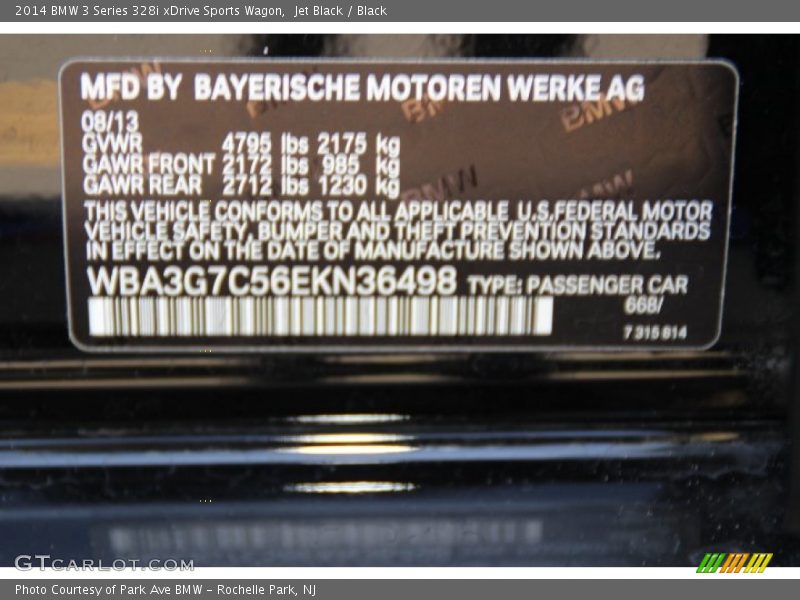 2014 BMW 3 Series 328i xDrive Sports Wagon,  Jet Black / Black
MFD BY BAYERISCHE MOTOREN WERKE AG
08/13
GVWR 4795 lbs 2175 kg
GAWR FRONT 2172 lbs 985 kg
GAWR REAR 2712 lbs 1230 kg
THIS VEHICLE CONFORMS TO ALL APPLICABLE U.S.FEDERAL MOTOR
VEHICLE SAFETY, BUMPER AND THEFT PREVENTION STANDARDS
IN EFFECT ON THE DATE OF MANUFACTURE SHOWN ABOVE.
WBA3G7C56EKN36498 TYPE: PASSENGER CAR
668/
7 315 814
GTCARLOT.COM
Photo Courtesy of Park Ave BMW - Rochelle Park, NJ